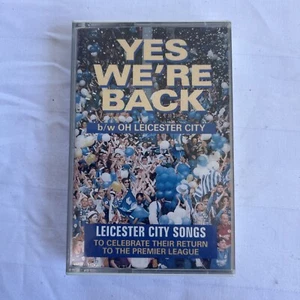 YES
WE'RE
BACK
b/w OH LEICESTER CITY
LEICESTER CITY SONGS
TO CELEBRATE THEIR RETURN
TO THE PREMIER LEAGUE